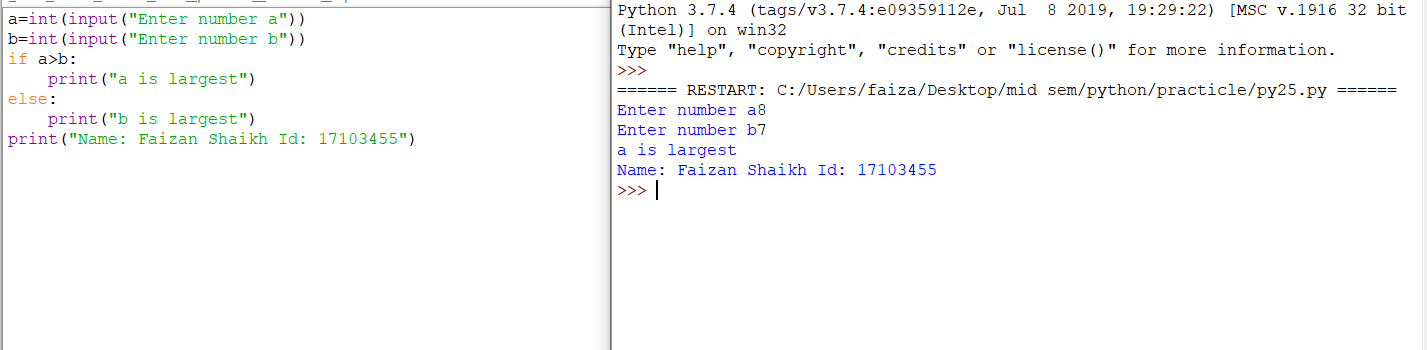 a=int(input("Enter number a"))
b=int(input("Enter number b"))
if a>b:
    print("a is largest")
else:
    print("b is largest")
print("Name: Faizan Shaikh Id: 17103455")
Python 3.7.4 (tags/v3.7.4:e09359112e, Jul  8 2019, 19:29:22) [MSC v.1916 32 bit
(Intel)] on win32
Type "help", "copyright", "credits" or "license()" for more information.
>>>
====== RESTART: C:/Users/faiza/Desktop/mid sem/python/practicle/py25.py ======
Enter number a8
Enter number b7
a is largest
Name: Faizan Shaikh Id: 17103455
>>>